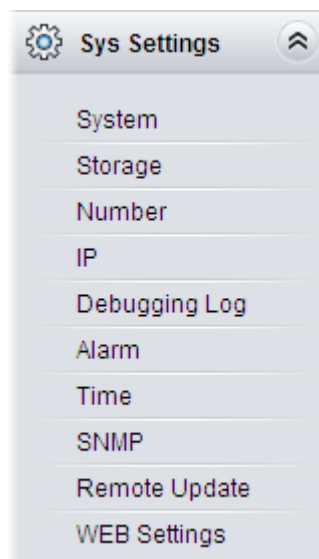 Sys Settings
System
Storage
Number
IP
Debugging Log
Alarm
Time
SNMP
Remote Update
WEB Settings